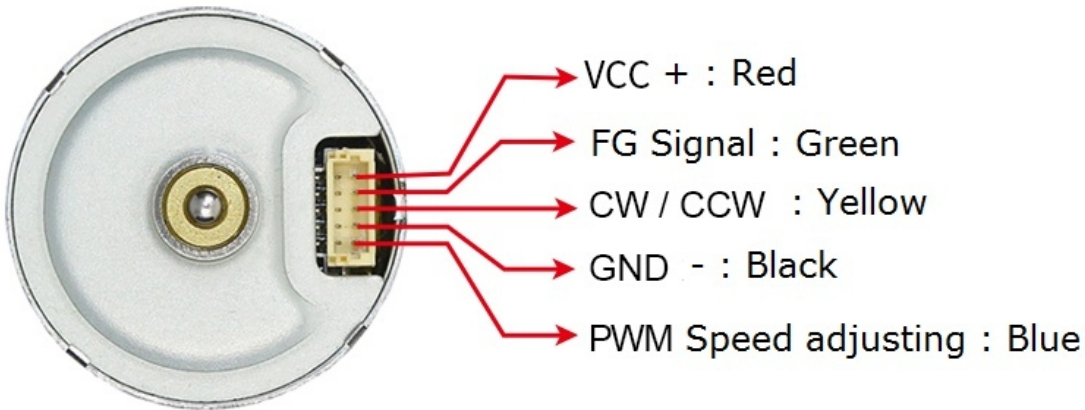 VCC + : Red
FG Signal : Green
CW / CCW : Yellow
GND - : Black
PWM Speed adjusting : Blue